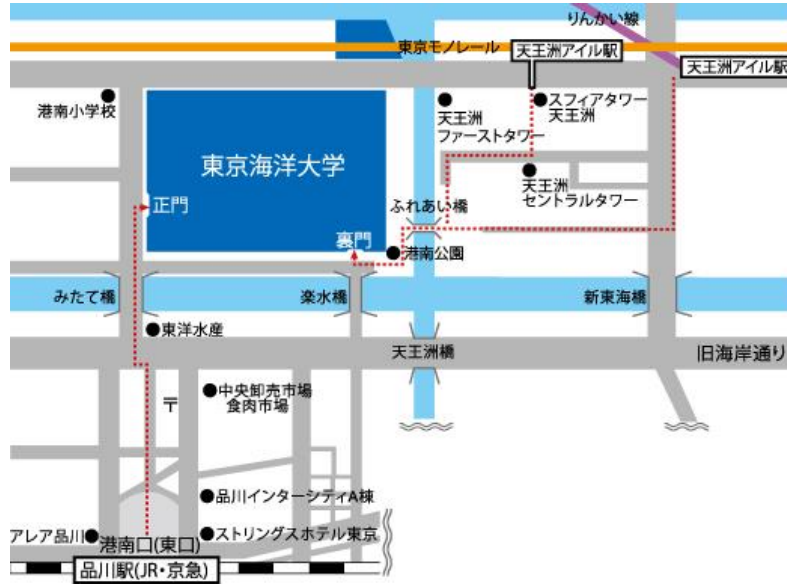 りんかい線
東京モノレール
天王洲アイル駅
天王洲アイル駅
港南小学校
天王洲
ファーストタワー
スフィアタワー
天王洲
東京海洋大学
天王洲
セントラルタワー
正門
ふれあい橋
裏門
港南公園
みたて橋
楽水橋
新東海橋
東洋水産
天王洲橋
旧海岸通り
〒
中央卸売市場
食肉市場
品川インターシティA棟
アレア品川
港南口(東口)
ストリングスホテル東京
品川駅(JR・京急)